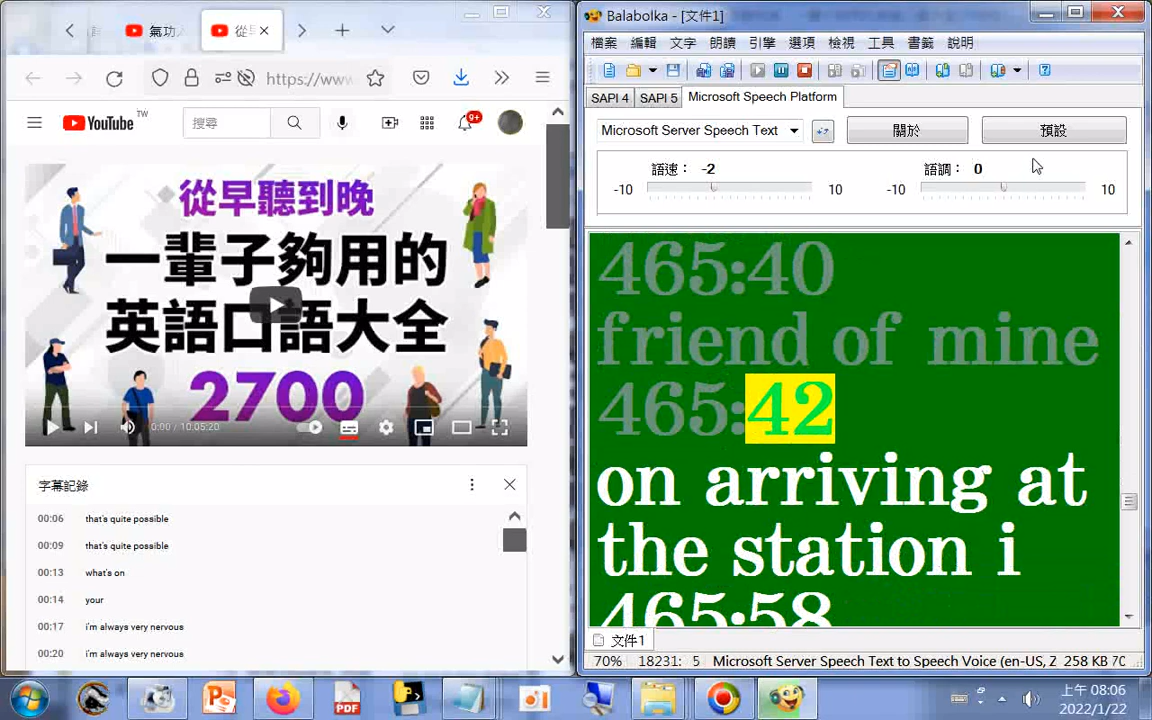 氣功
從
https://www
YouTube TW
搜尋
9+
從早聽到晚
一輩子夠用的
英語口語大全
2700
0:00 / 10:05:20
字幕記錄
00:06 that's quite possible
00:09 that's quite possible
00:13 what's on
00:14 your
00:17 i'm always very nervous
00:20 i'm always very nervous
Balabolka - [文件1]
檔案 編輯 文字 朗讀 引擎 選項 檢視 工具 書籤 說明
SAPI 4 SAPI 5 Microsoft Speech Platform
Microsoft Server Speech Text 關於 預設
語速： -2 語調： 0
-10 10 -10 10
465:40
friend of mine
465:42
on arriving at
the station i
465:58
文件1
70% 18231: 5 Microsoft Server Speech Text to Speech Voice (en-US, Z 258 KB
上午 08:06
2022/1/22